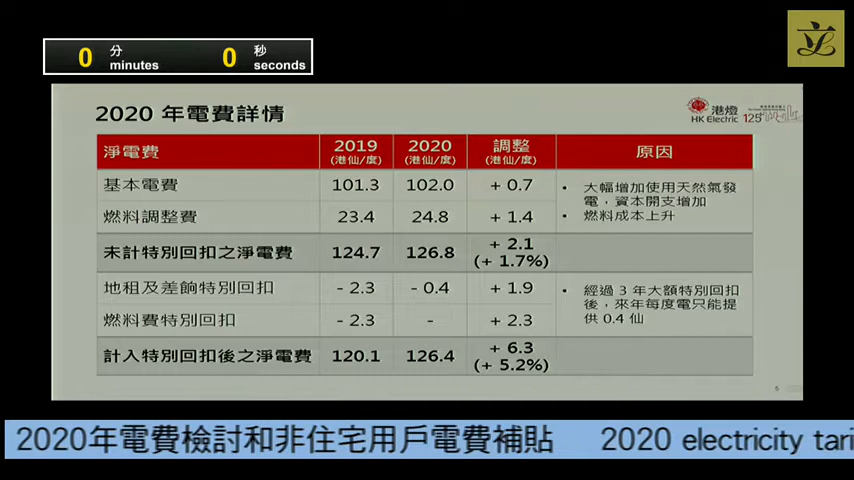 0 分 minutes 0 秒 seconds
2020 年電費詳情
港燈
HK Electric
125
淨電費 2019 (港仙/度) 2020 (港仙/度) 調整 (港仙/度) 原因
基本電費 101.3 102.0 + 0.7
• 大幅增加使用天然氣發
電，資本開支增加
燃料調整費 23.4 24.8 + 1.4
• 燃料成本上升
未計特別回扣之淨電費 124.7 126.8 + 2.1 (+ 1.7%)
地租及差餉特別回扣 - 2.3 - 0.4 + 1.9
• 經過 3 年大額特別回扣
後，來年每度電只能提
供 0.4 仙
燃料費特別回扣 - 2.3 - + 2.3
計入特別回扣後之淨電費 120.1 126.4 + 6.3 (+ 5.2%)
2020年電費檢討和非住宅用戶電費補貼 2020 electricity tari